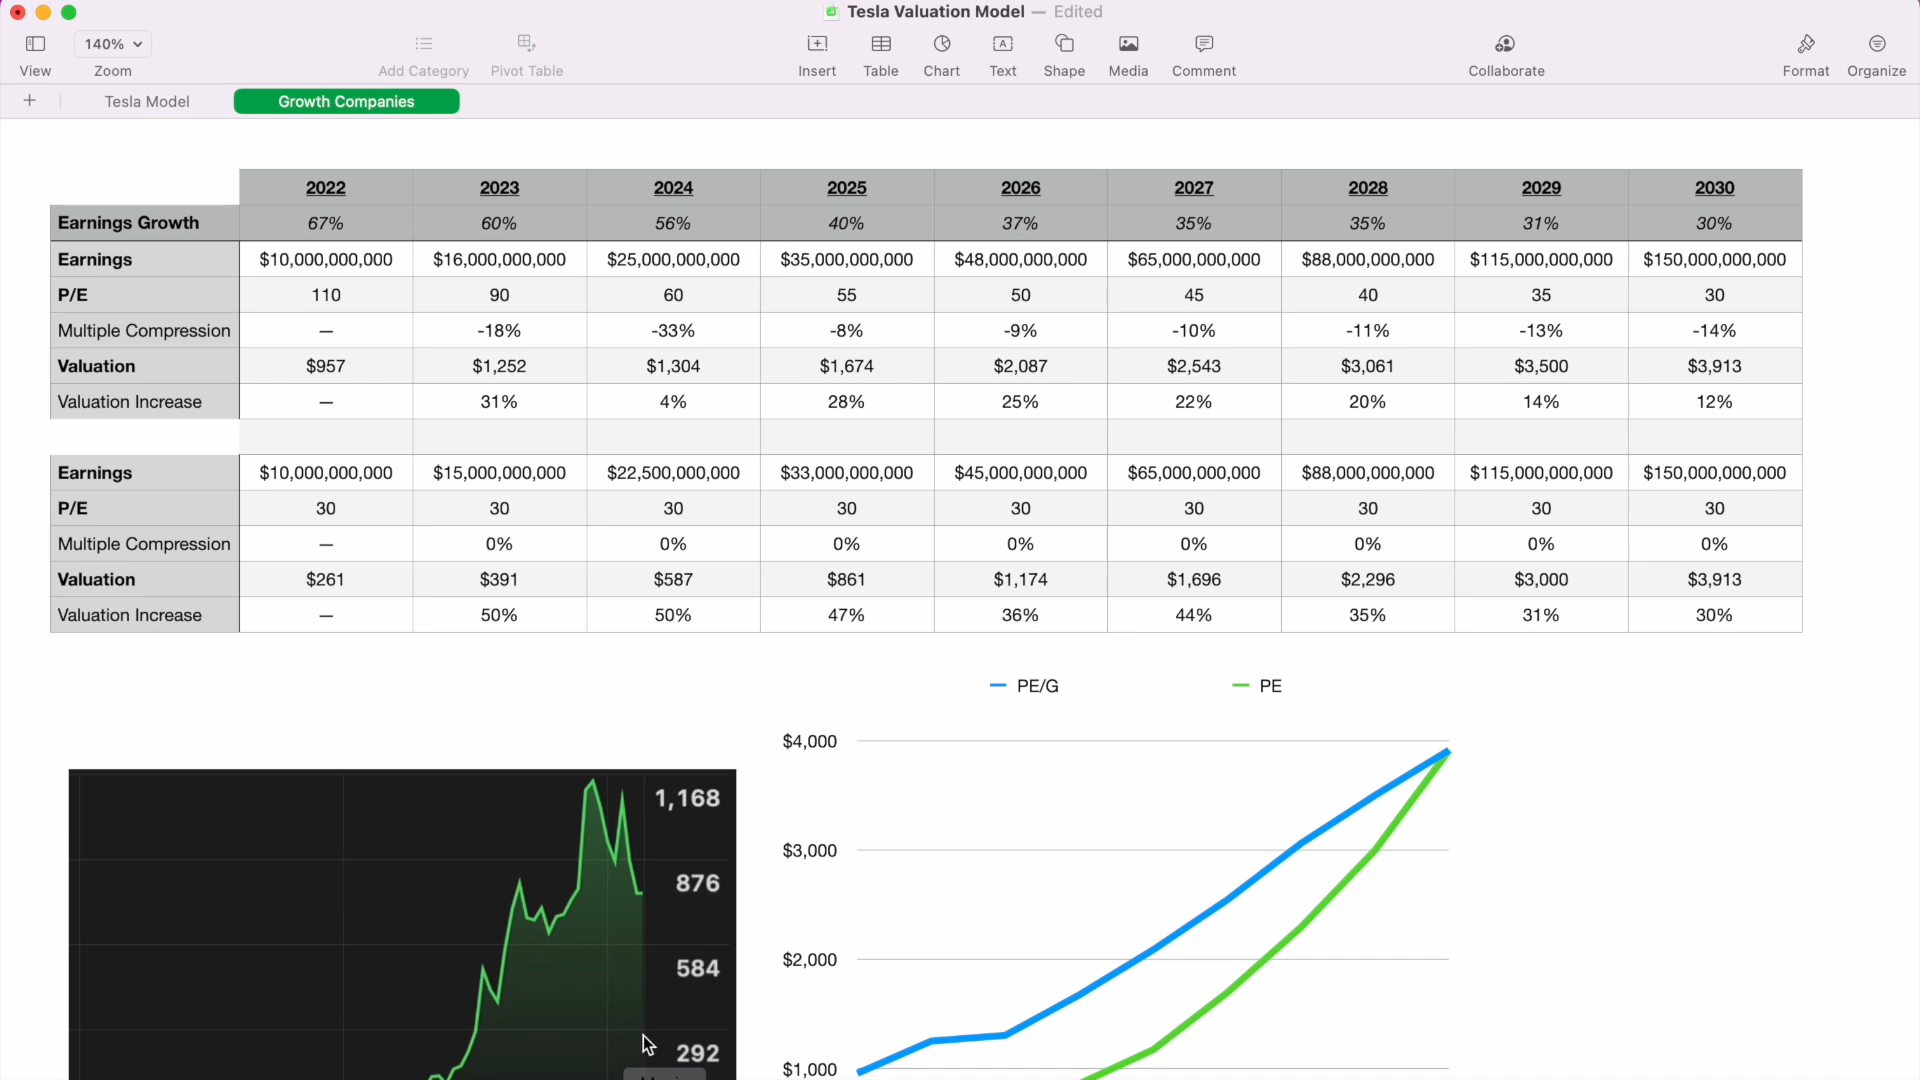 Tesla Valuation Model — Edited
140%
View Zoom Add Category Pivot Table Insert Table Chart Text Shape Media Comment Collaborate Format Organize
Tesla Model Growth Companies
2022 2023 2024 2025 2026 2027 2028 2029 2030
Earnings Growth 67% 60% 56% 40% 37% 35% 35% 31% 30%
Earnings $10,000,000,000 $16,000,000,000 $25,000,000,000 $35,000,000,000 $48,000,000,000 $65,000,000,000 $88,000,000,000 $115,000,000,000 $150,000,000,000
P/E 110 90 60 55 50 45 40 35 30
Multiple Compression — -18% -33% -8% -9% -10% -11% -13% -14%
Valuation $957 $1,252 $1,304 $1,674 $2,087 $2,543 $3,061 $3,500 $3,913
Valuation Increase — 31% 4% 28% 25% 22% 20% 14% 12%
Earnings $10,000,000,000 $15,000,000,000 $22,500,000,000 $33,000,000,000 $45,000,000,000 $65,000,000,000 $88,000,000,000 $115,000,000,000 $150,000,000,000
P/E 30 30 30 30 30 30 30 30 30
Multiple Compression — 0% 0% 0% 0% 0% 0% 0% 0%
Valuation $261 $391 $587 $861 $1,174 $1,696 $2,296 $3,000 $3,913
Valuation Increase — 50% 50% 47% 36% 44% 35% 31% 30%
PE/G PE
$4,000
$3,000
$2,000
$1,000
1,168
876
584
292